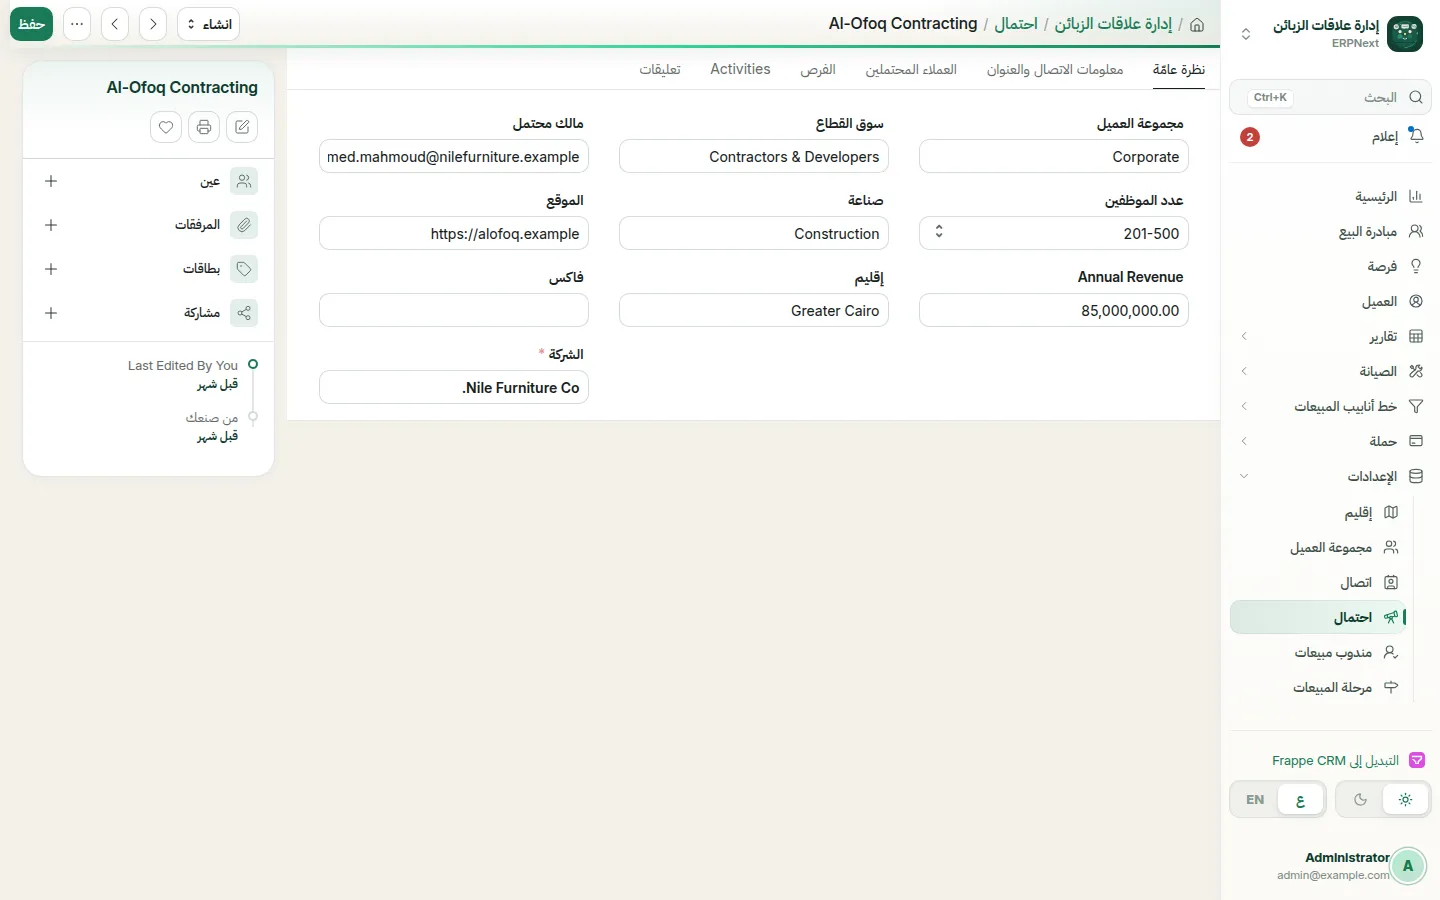 إدارة علاقات الزبائن
ERPNext
البحث
Ctrl+K
إعلام
2
الرئيسية
مبادرة البيع
فرصة
العميل
تقارير
الصيانة
خط أنابيب المبيعات
حملة
الإعدادات
إقليم
مجموعة العميل
اتصال
احتمال
مندوب مبيعات
مرحلة المبيعات
التبديل إلى Frappe CRM
ع
EN
Administrator
admin@example.com
A
إدارة علاقات الزبائن / احتمال / Al-Ofoq Contracting
انشاء
حفظ
نظرة عامّة
معلومات الاتصال والعنوان
العملاء المحتملين
الفرص
Activities
تعليقات
مجموعة العميل
سوق القطاع
مالك محتمل
Corporate
Contractors & Developers
med.mahmoud@nilefurniture.example
عدد الموظفين
صناعة
الموقع
201-500
Construction
https://alofoq.example
Annual Revenue
إقليم
فاكس
85,000,000.00
Greater Cairo
الشركة *
Nile Furniture Co.
Al-Ofoq Contracting
عين
المرفقات
بطاقات
مشاركة
Last Edited By You
قبل شهر
من صنعك
قبل شهر